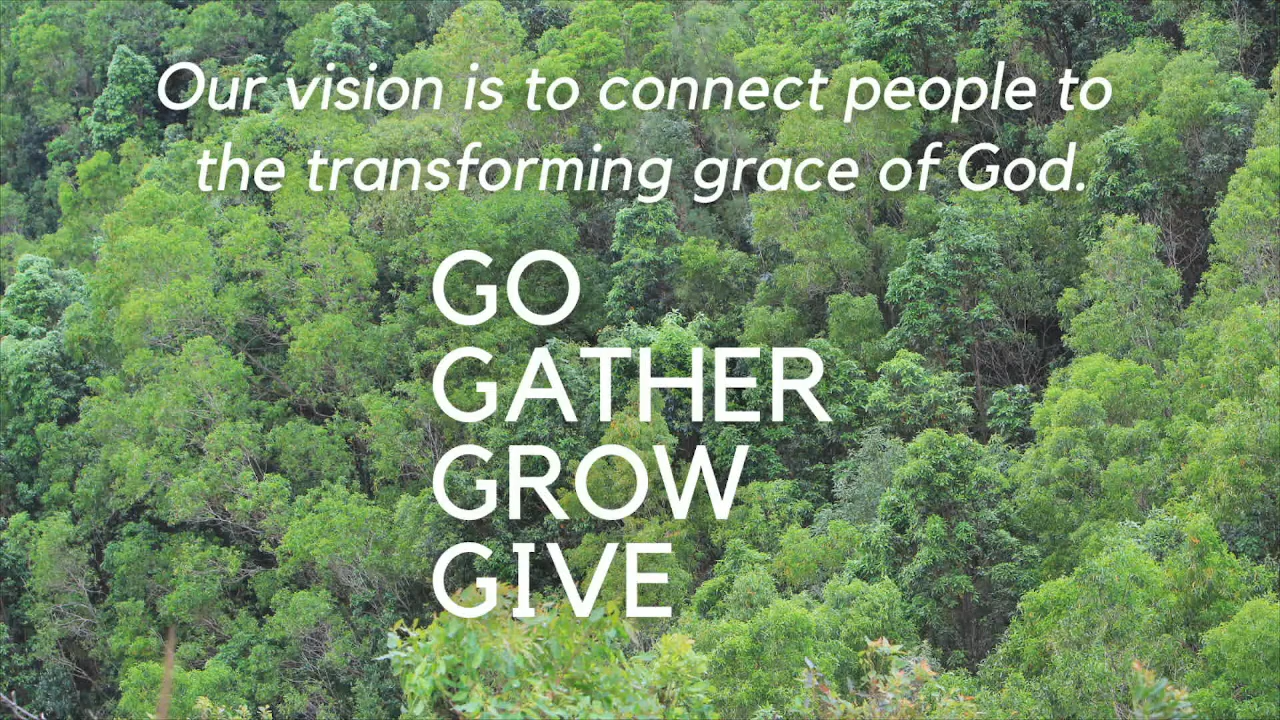 Our vision is to connect people to
the transforming grace of God.
GO
GATHER
GROW
GIVE